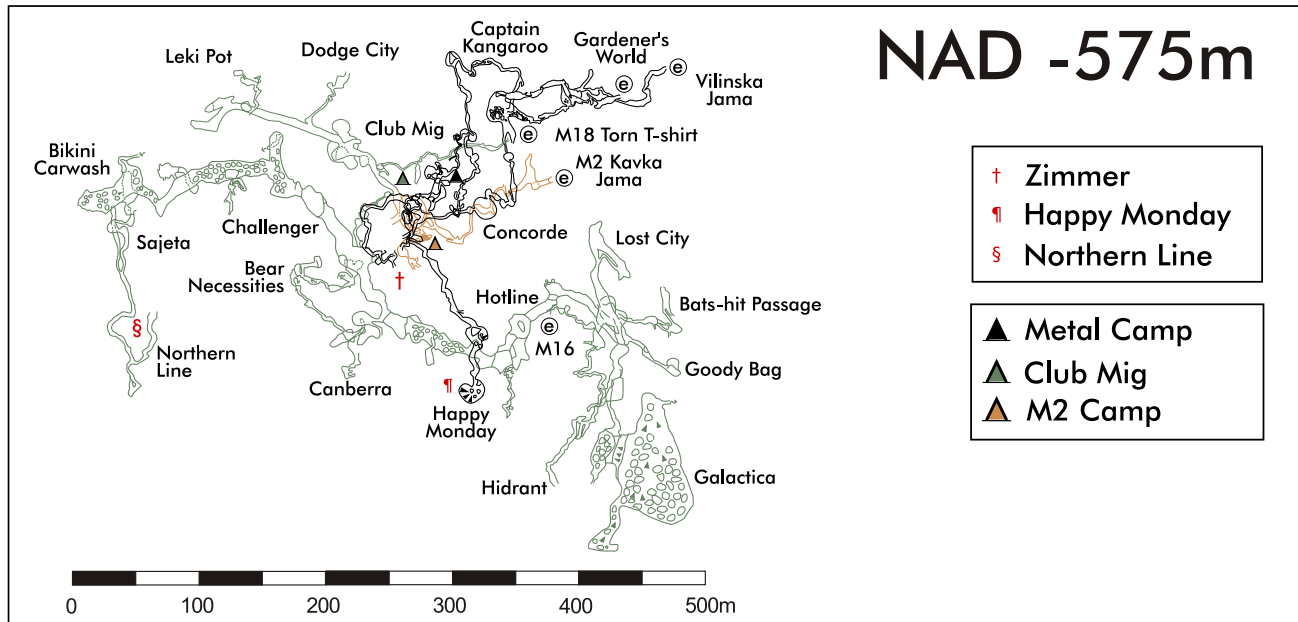 NAD -575m
Captain
Kangaroo
Gardener's
World
Dodge City
Leki Pot
e
e
Vilinska
Jama
Club Mig
e
M18 Torn T-shirt
Bikini
Carwash
e
M2 Kavka
Jama
Sajeta
Challenger
Concorde
Lost City
Bear
Necessities
†
Hotline
Bats-hit Passage
§
Northern
Line
e
M16
Canberra
¶
Happy
Monday
Goody Bag
Hidrant
Galactica
† Zimmer
¶ Happy Monday
§ Northern Line
Metal Camp
Club Mig
M2 Camp
0 100 200 300 400 500m